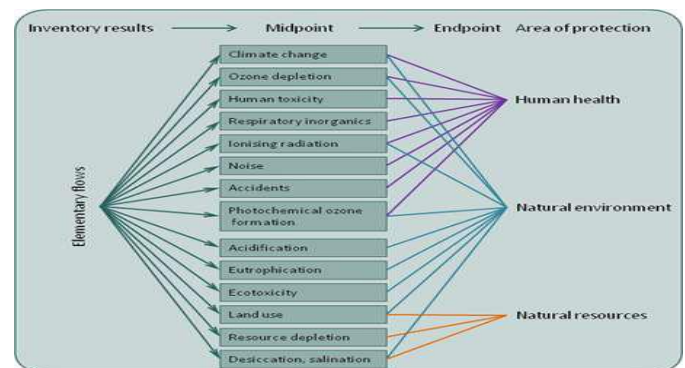 Inventory results Midpoint Endpoint Area of protection
Climate change
Ozone depletion
Human toxicity
Respiratory inorganics
Ionising radiation
Noise
Accidents
Photochemical ozone
formation
Acidification
Eutrophication
Ecotoxicity
Land use
Resource depletion
Desiccation, salination
Elementary flows
Human health
Natural environment
Natural resources